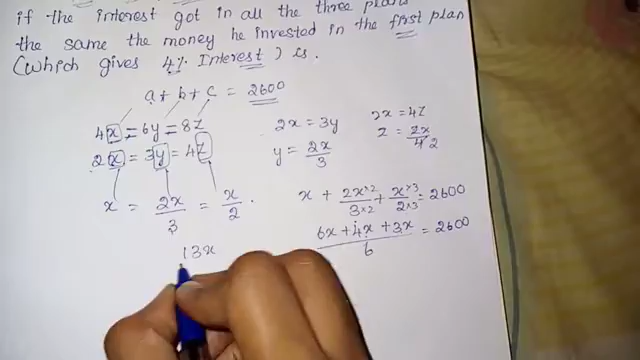 if the interest got in all the three plans
the same the money he invested in the first plan
(which gives 4% Interest) is.
a + b + c = 2600
4x = 6y = 8z
2x = 3y = 4z
x = 2x/3 = x/2 .
2x = 3y
y = 2x/3
2x = 4z
z = 2x/4 2
x + 2x×2/3×2 + x×3/2×3 = 2600
6x + 4x + 3x / 6 = 2600
13x